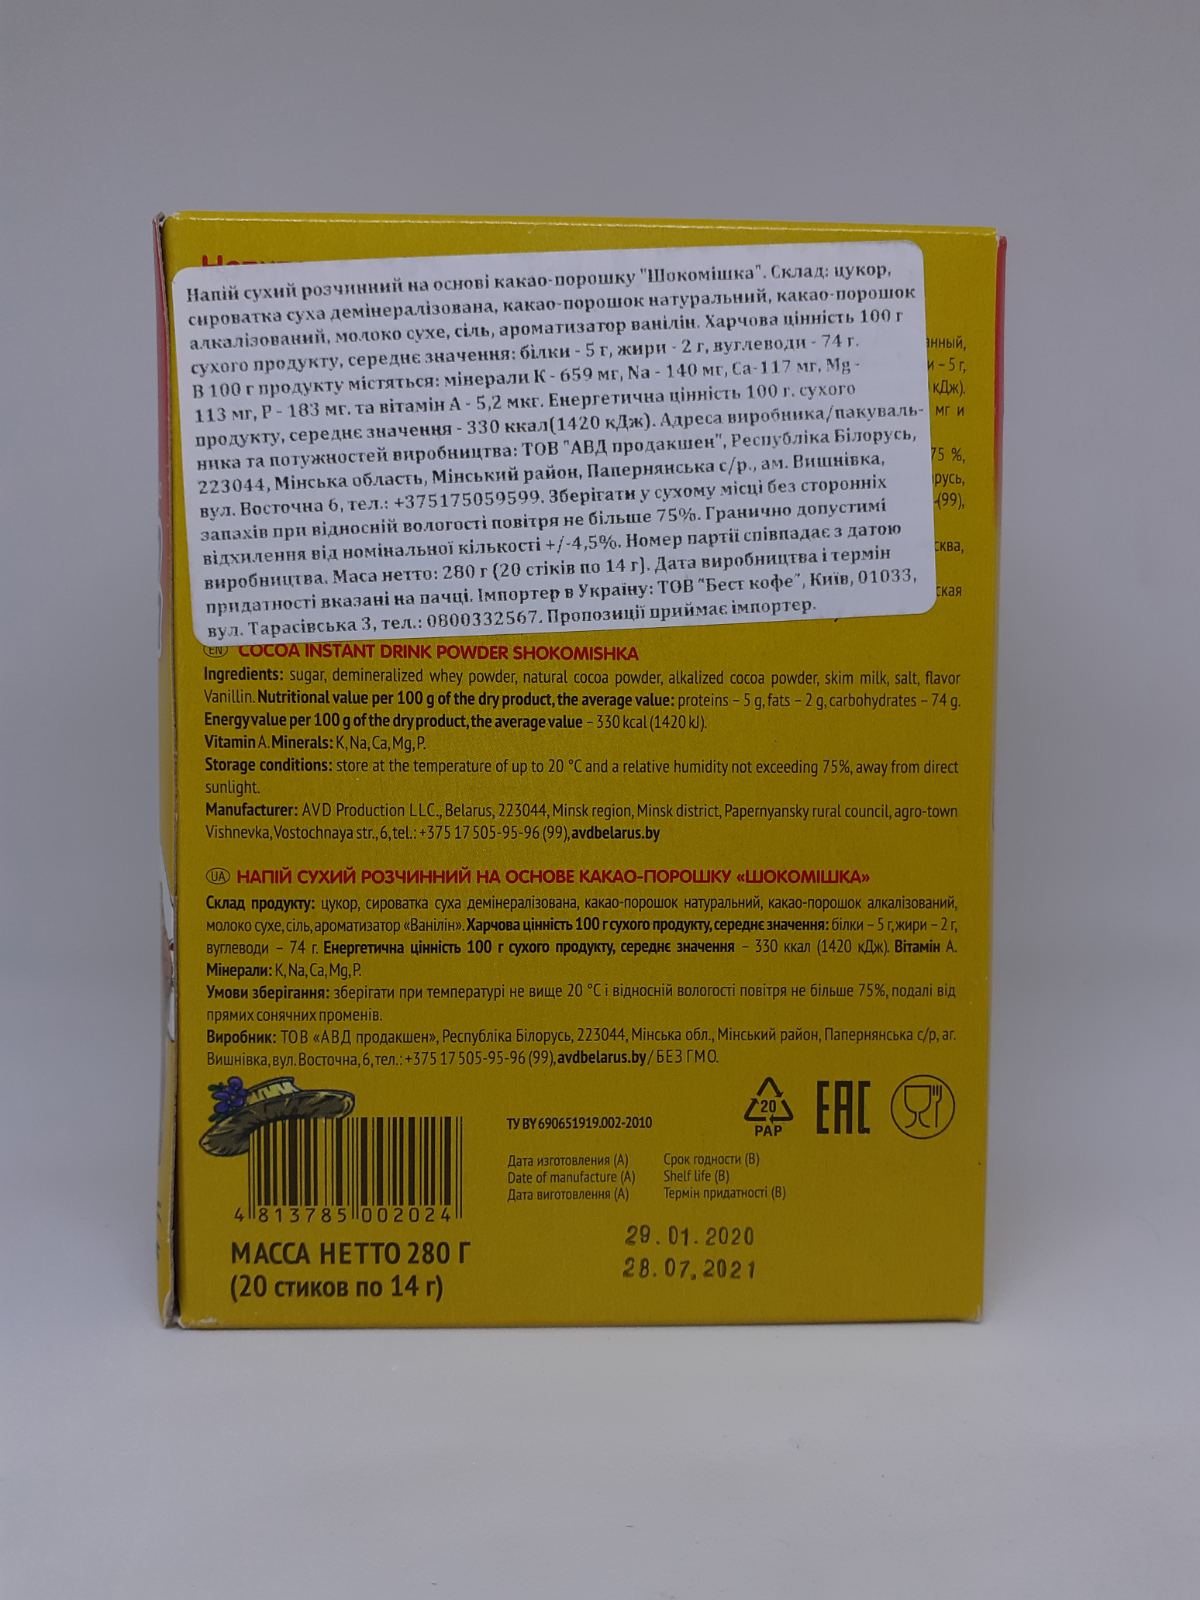 Напій сухий розчинний на основі какао-порошку "Шокомішка". Склад: цукор,
сироватка суха демінералізована, какао-порошок натуральний, какао-порошок
алкалізований, молоко сухе, сіль, ароматизатор ванілін. Харчова цінність 100 г
сухого продукту, середнє значення: білки - 5 г, жири - 2 г, вуглеводи - 74 г.
В 100 г продукту містяться: мінерали K - 659 мг, Na - 140 мг, Ca-117 мг, Mg -
113 мг, P - 183 мг. та вітамін А - 5,2 мкг. Енергетична цінність 100 г. сухого
продукту, середнє значення - 330 ккал(1420 кДж). Адреса виробника/пакуваль-
ника та потужностей виробництва: ТОВ "АВД продакшен", Республіка Білорусь,
223044, Мінська область, Мінський район, Папернянська с/р., ам. Вишнівка,
вул. Восточна 6, тел.: +375175059599. Зберігати у сухому місці без сторонніх
запахів при відносній вологості повітря не більше 75%. Гранично допустимі
відхилення від номінальної кількості +/-4,5%. Номер партії співпадає з датою
виробництва. Маса нетто: 280 г (20 стіків по 14 г). Дата виробництва і термін
придатності вказані на пачці. Імпортер в Україну: ТОВ "Бест кофе", Київ, 01033,
вул. Тарасівська 3, тел.: 0800332567. Пропозиції приймає імпортер.
и – 5 г,
кДж).
мг и
75 %,
(99),
EN COCOA INSTANT DRINK POWDER SHOKOMISHKA
Ingredients: sugar, demineralized whey powder, natural cocoa powder, alkalized cocoa powder, skim milk, salt, flavor
Vanillin. Nutritional value per 100 g of the dry product, the average value: proteins – 5 g, fats – 2 g, carbohydrates – 74 g.
Energy value per 100 g of the dry product, the average value – 330 kcal (1420 kJ).
Vitamin A. Minerals: K, Na, Ca, Mg, P.
Storage conditions: store at the temperature of up to 20 °C and a relative humidity not exceeding 75%, away from direct
sunlight.
Manufacturer: AVD Production LLC., Belarus, 223044, Minsk region, Minsk district, Papernyansky rural council, agro-town
Vishnevka, Vostochnaya str., 6, tel.: +375 17 505-95-96 (99), avdbelarus.by
UA НАПІЙ СУХИЙ РОЗЧИННИЙ НА ОСНОВЕ КАКАО-ПОРОШКУ «ШОКОМІШКА»
Склад продукту: цукор, сироватка суха демінералізована, какао-порошок натуральний, какао-порошок алкалізований,
молоко сухе, сіль, ароматизатор «Ванілін». Харчова цінність 100 г сухого продукту, середнє значення: білки – 5 г, жири – 2 г,
вуглеводи – 74 г. Енергетична цінність 100 г сухого продукту, середнє значення – 330 ккал (1420 кДж). Вітамін А.
Мінерали: K, Na, Ca, Mg, P.
Умови зберігання: зберігати при температурі не вище 20 °С і відносній вологості повітря не більше 75%, подалі від
прямих сонячних променів.
Виробник: ТОВ «АВД продакшен», Республіка Білорусь, 223044, Мінська обл., Мінський район, Папернянська с/р, аг.
Вишнівка, вул. Восточна, 6, тел.: +375 17 505-95-96 (99), avdbelarus.by / БЕЗ ГМО.
ТУ BY 690651919.002-2010
20
PAP
EAC
Дата изготовления (А) Срок годности (В)
Date of manufacture (A) Shelf life (B)
Дата виготовлення (А) Термін придатності (В)
4 813785 002024
29.01.2020
28.07.2021
МАССА НЕТТО 280 Г
(20 стиков по 14 г)